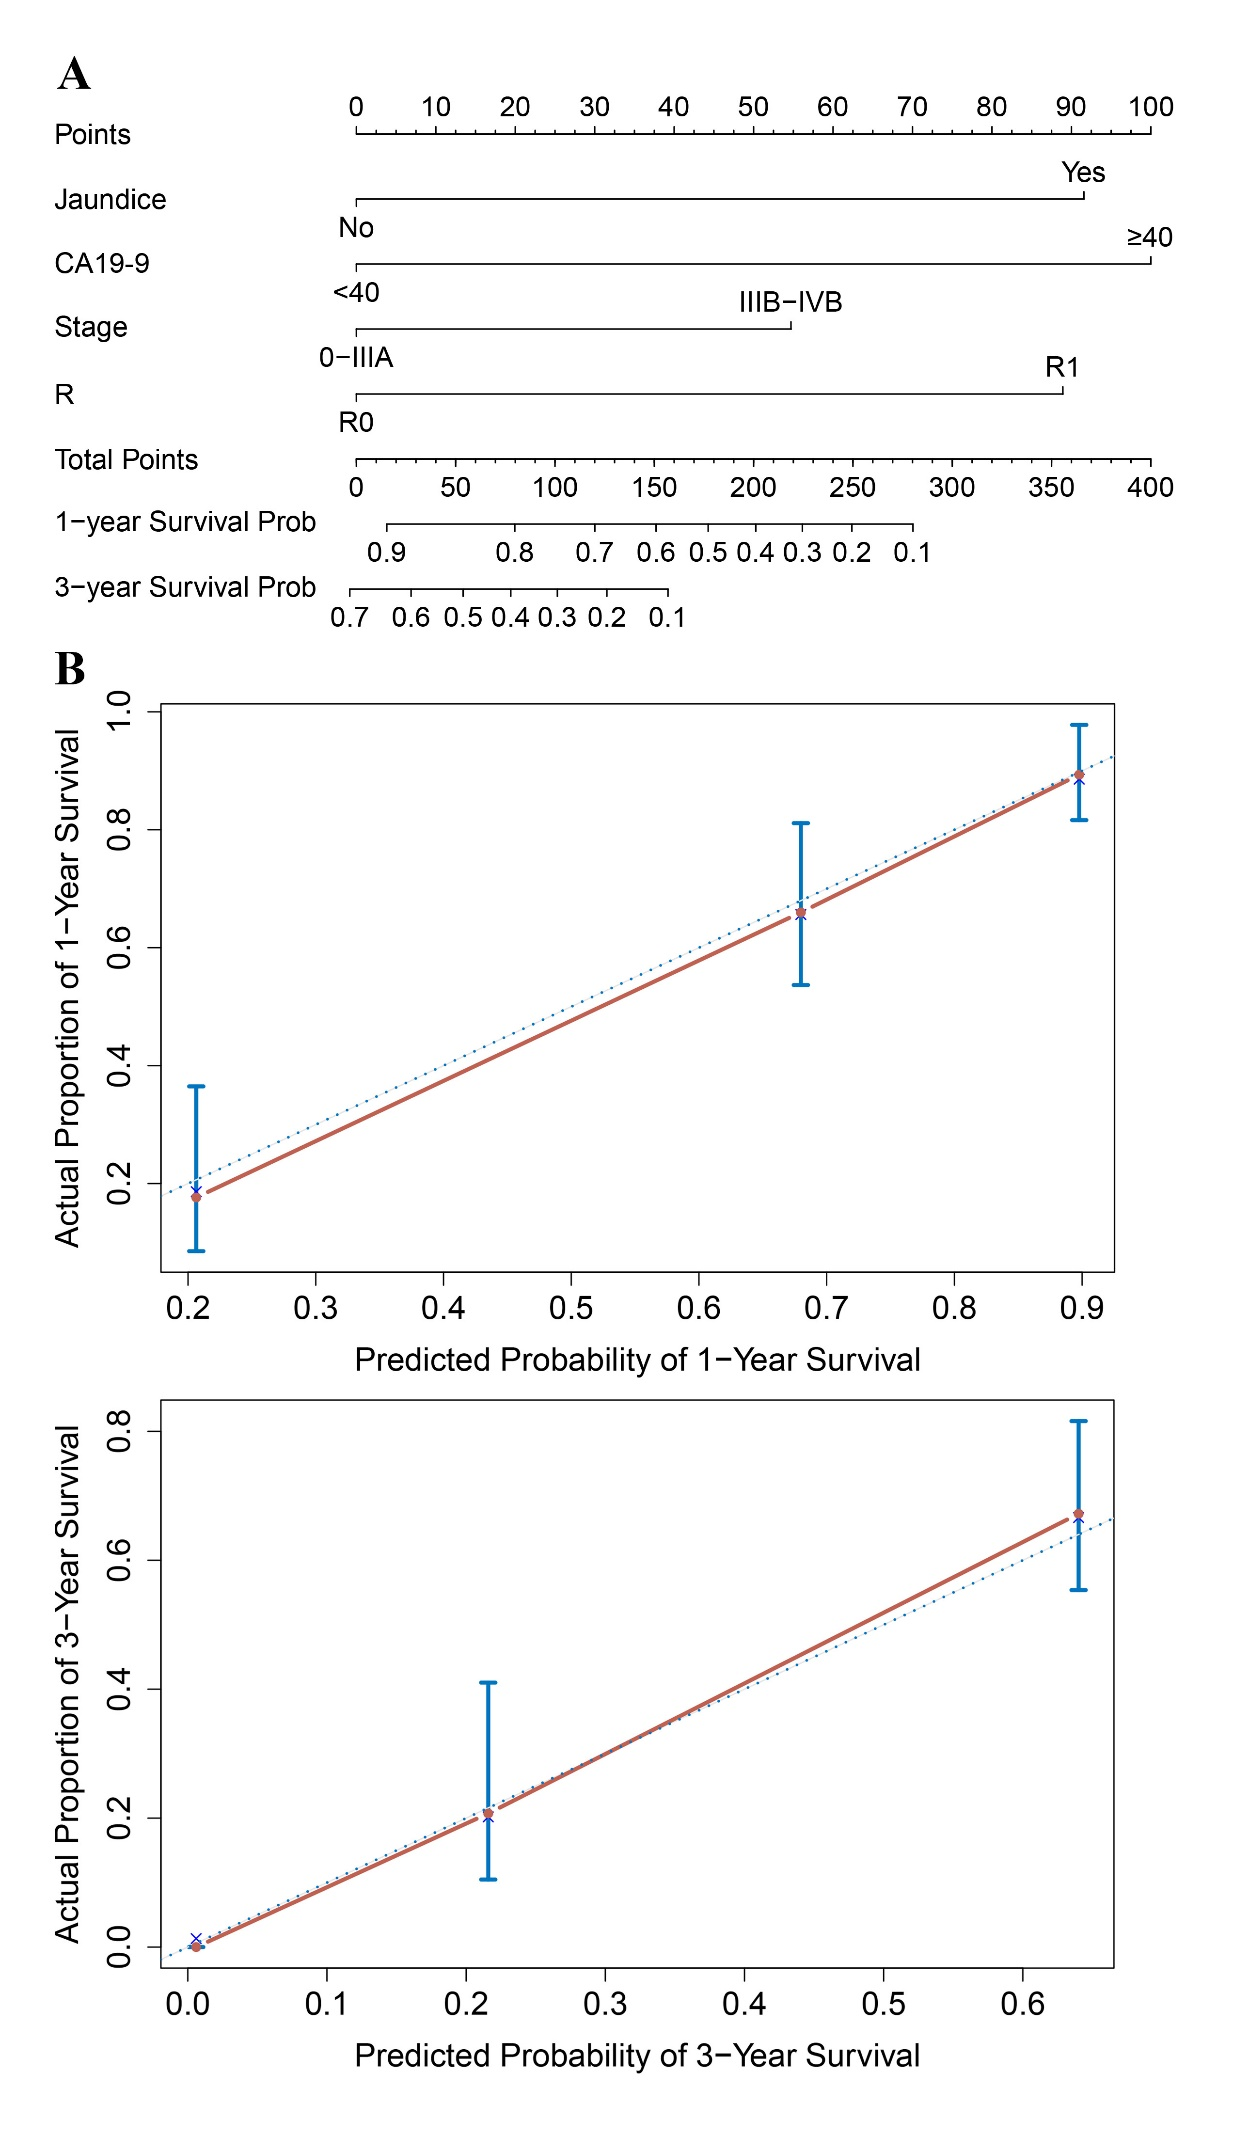 A
0 10 20 30 40 50 60 70 80 90 100
Points
Yes
Jaundice
No
≥40
CA19-9
<40
IIIB−IVB
Stage
0−IIIA
R1
R
R0
Total Points
0 50 100 150 200 250 300 350 400
1−year Survival Prob
0.9 0.8 0.7 0.6 0.5 0.4 0.3 0.2 0.1
3−year Survival Prob
0.7 0.6 0.5 0.4 0.3 0.2 0.1
B
Actual Proportion of 1−Year Survival
1.0
0.8
0.6
0.4
0.2
0.2 0.3 0.4 0.5 0.6 0.7 0.8 0.9
Predicted Probability of 1−Year Survival
Actual Proportion of 3−Year Survival
0.8
0.6
0.4
0.2
0.0
0.0 0.1 0.2 0.3 0.4 0.5 0.6
Predicted Probability of 3−Year Survival